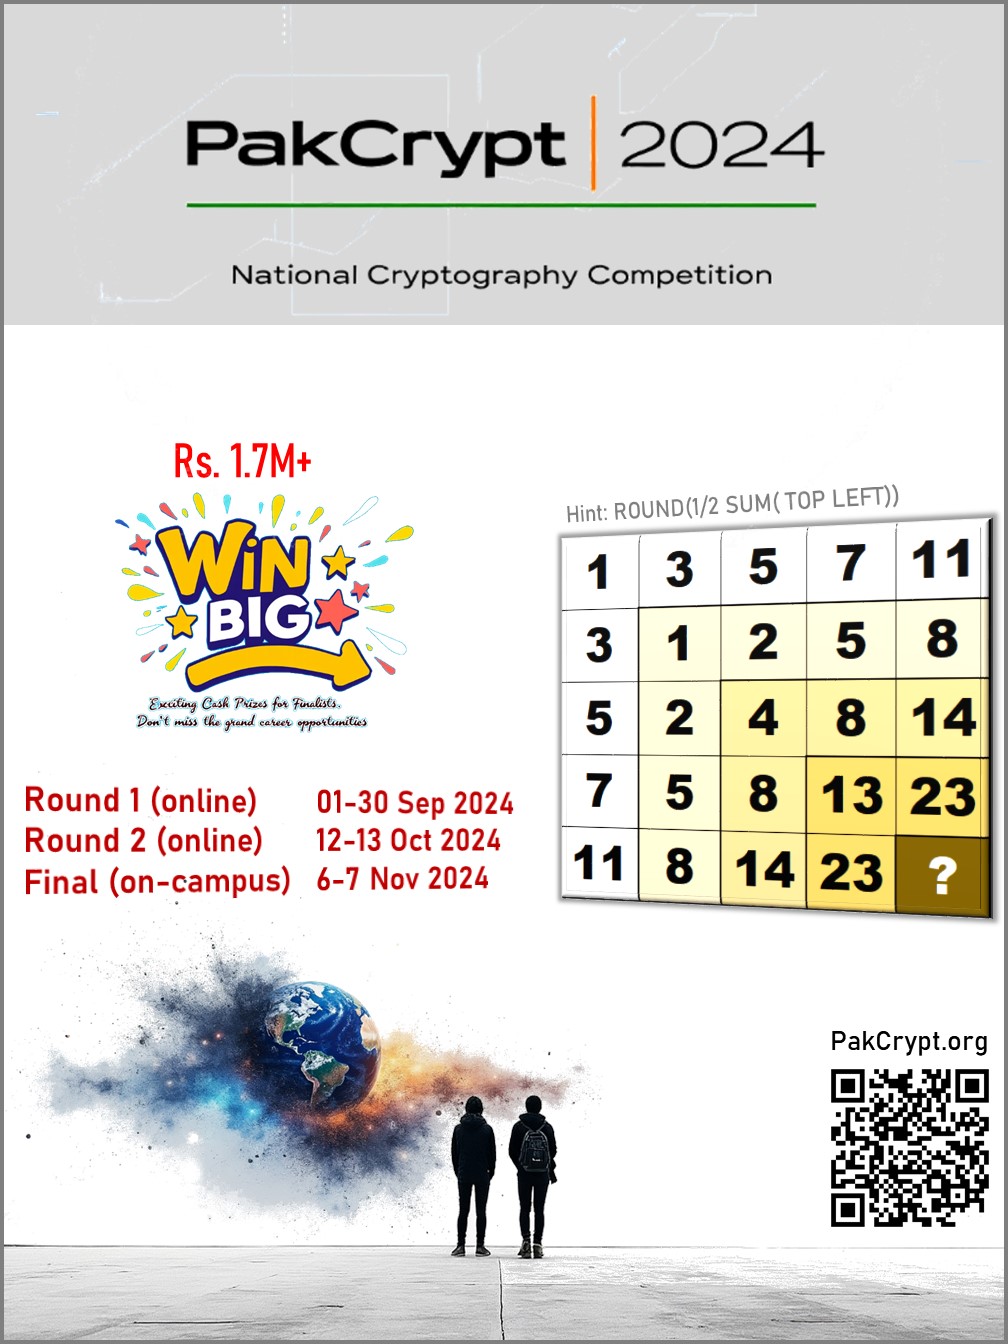 PakCrypt | 2024
National Cryptography Competition
Rs. 1.7M+
WiN
BIG
Exciting Cash Prizes for Finalists.
Don't miss the grand career opportunities
Hint: ROUND(1/2 SUM( TOP LEFT))
1 3 5 7 11
3 1 2 5 8
5 2 4 8 14
7 5 8 13 23
11 8 14 23 ?
Round 1 (online) 01-30 Sep 2024
Round 2 (online) 12-13 Oct 2024
Final (on-campus) 6-7 Nov 2024
PakCrypt.org